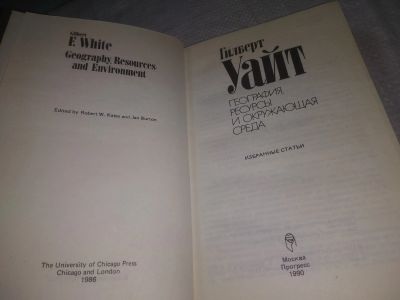 Gilbert
F. White
Geography, Resources,
and Environment
Edited by Robert W. Kates and Ian Burton
The University of Chicago Press
Chicago and London
1986
Гилберт
Уайт
ГЕОГРАФИЯ,
РЕСУРСЫ
И ОКРУЖАЮЩАЯ
СРЕДА
ИЗБРАННЫЕ СТАТЬИ
Москва
Прогресс
1990